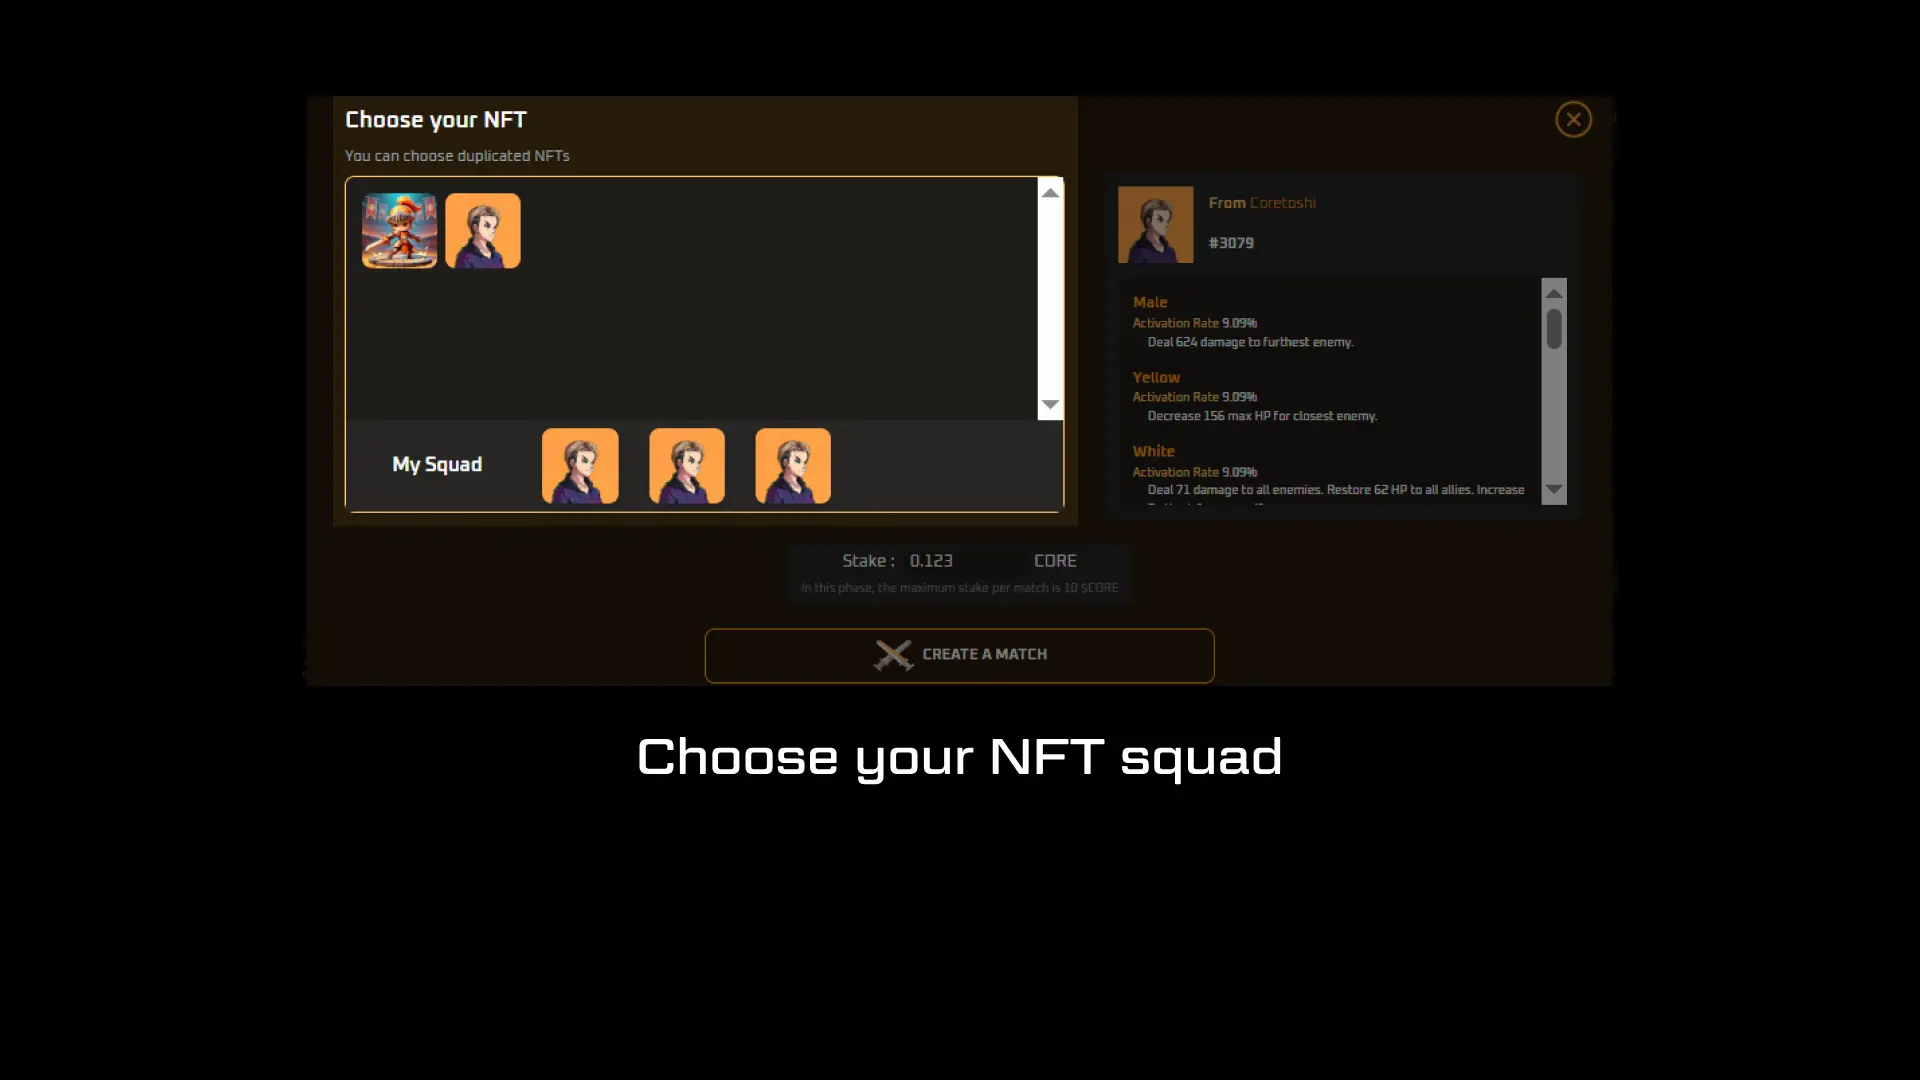 Choose your NFT
You can choose duplicated NFTs
My Squad
From Coretoshi
#3079
Male
Activation Rate 9.09%
Deal 624 damage to furthest enemy.
Yellow
Activation Rate 9.09%
Decrease 156 max HP for closest enemy.
White
Activation Rate 9.09%
Deal 71 damage to all enemies. Restore 62 HP to all allies. Increase
Stake : 0.123 CORE
In this phase, the maximum stake per match is 10 $CORE
CREATE A MATCH
Choose your NFT squad